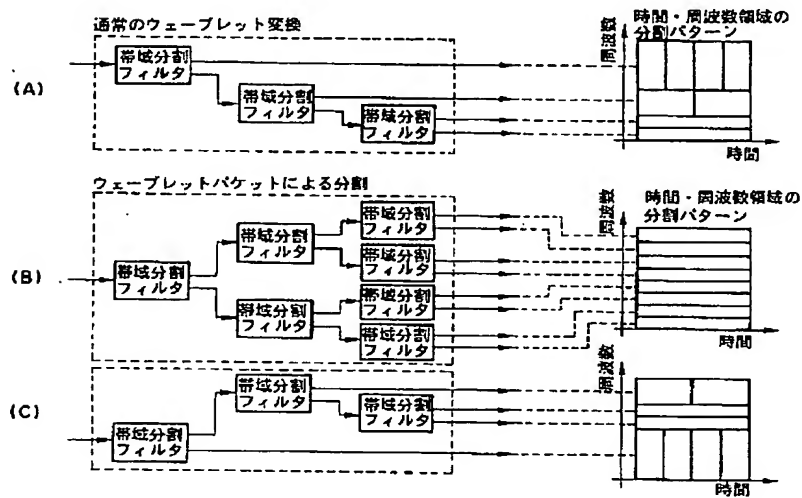 通常のウェーブレット変換
時間・周波数領域の
分割パターン
(A)
帯域分割
フィルタ
帯域分割
フィルタ
帯域分割
フィルタ
周波数
時間
ウェーブレットパケットによる分割
時間・周波数領域の
分割パターン
(B)
帯域分割
フィルタ
帯域分割
フィルタ
帯域分割
フィルタ
帯域分割
フィルタ
帯域分割
フィルタ
帯域分割
フィルタ
帯域分割
フィルタ
周波数
時間
(C)
帯域分割
フィルタ
帯域分割
フィルタ
帯域分割
フィルタ
周波数
時間